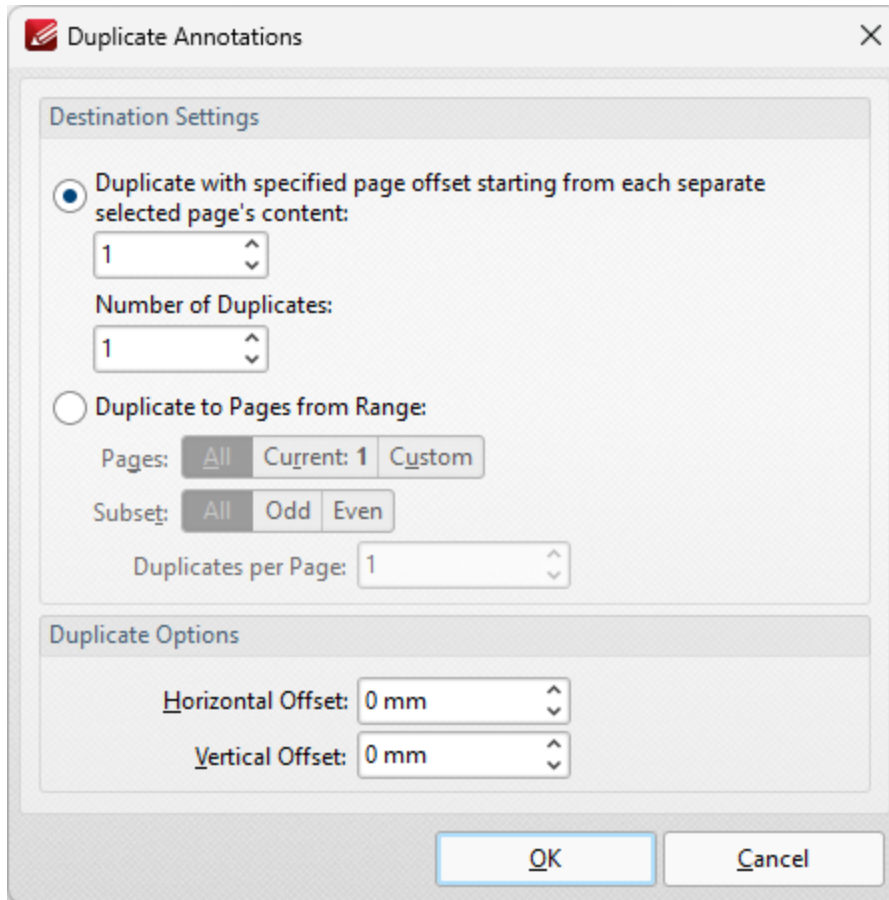 Duplicate Annotations
Destination Settings
Duplicate with specified page offset starting from each separate
selected page's content:
1
Number of Duplicates:
1
Duplicate to Pages from Range:
Pages: All Current: 1 Custom
Subset: All Odd Even
Duplicates per Page: 1
Duplicate Options
Horizontal Offset: 0 mm
Vertical Offset: 0 mm
OK Cancel